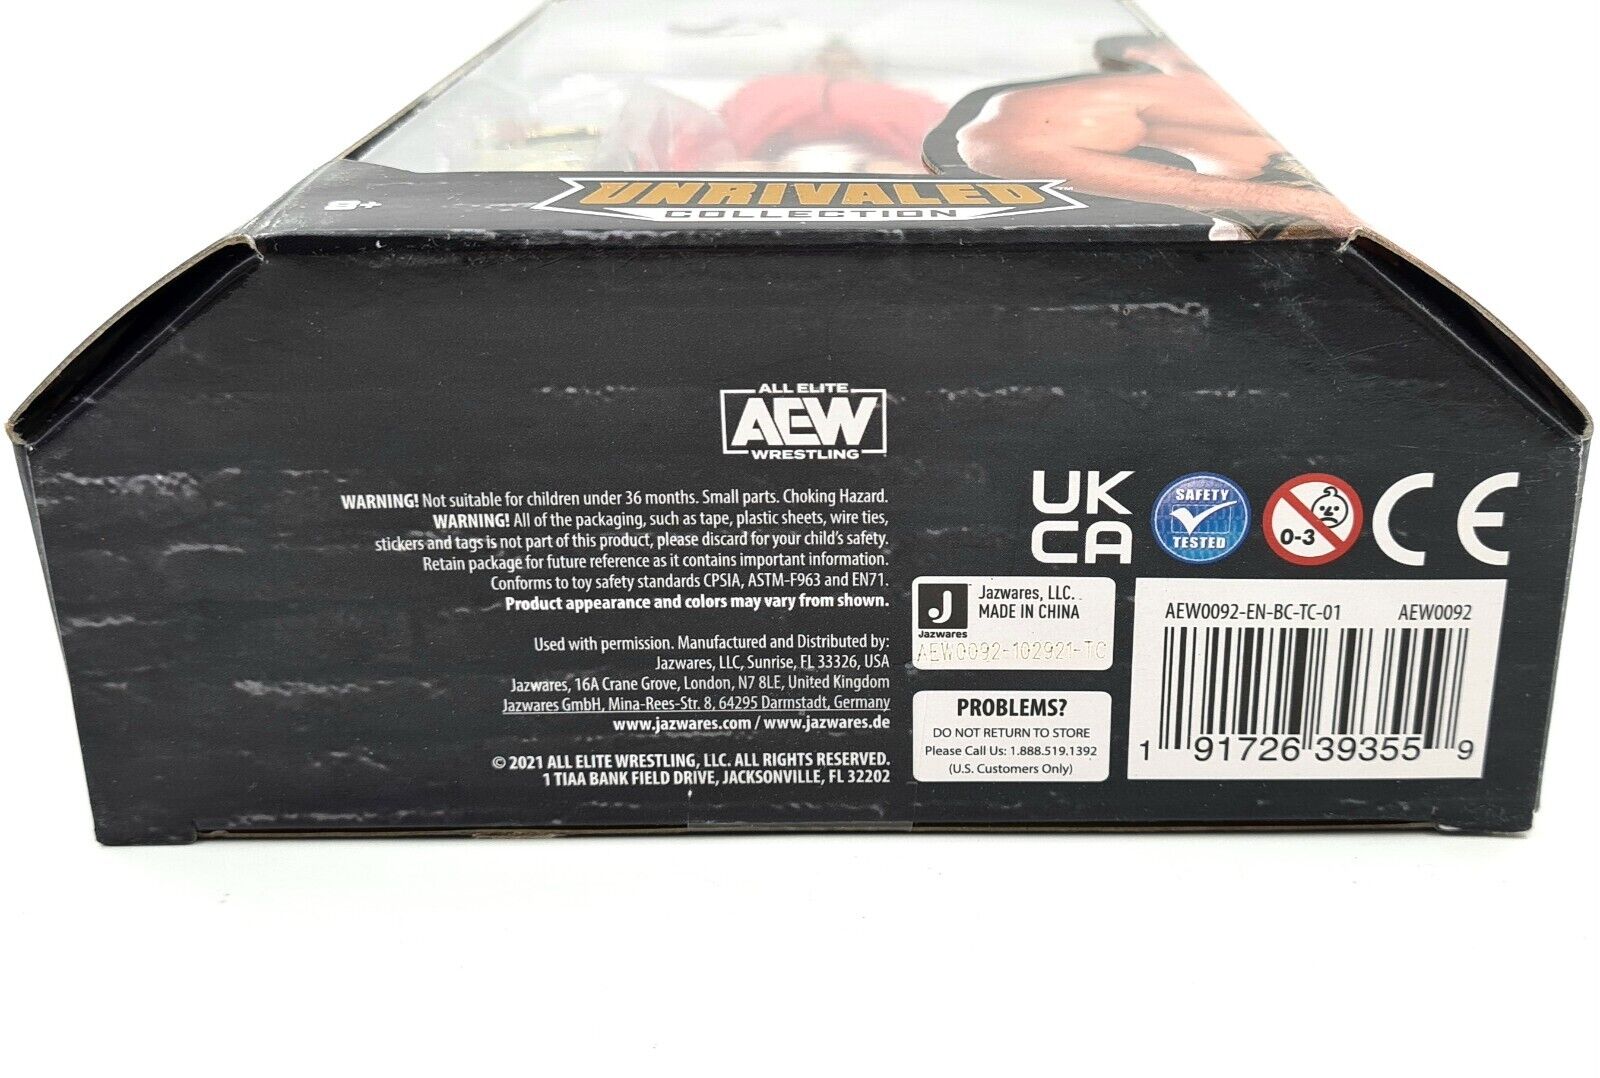 UNRIVALED™
COLLECTION
8+
ALL ELITE
AEW
WRESTLING
WARNING! Not suitable for children under 36 months. Small parts. Choking Hazard.
WARNING! All of the packaging, such as tape, plastic sheets, wire ties,
stickers and tags is not part of this product, please discard for your child's safety.
Retain package for future reference as it contains important information.
Conforms to toy safety standards CPSIA, ASTM-F963 and EN71.
Product appearance and colors may vary from shown.
Used with permission. Manufactured and Distributed by:
Jazwares, LLC, Sunrise, FL 33326, USA
Jazwares, 16A Crane Grove, London, N7 8LE, United Kingdom
Jazwares GmbH, Mina-Rees-Str. 8, 64295 Darmstadt, Germany
www.jazwares.com / www.jazwares.de
© 2021 ALL ELITE WRESTLING, LLC. ALL RIGHTS RESERVED.
1 TIAA BANK FIELD DRIVE, JACKSONVILLE, FL 32202
UK
CA
SAFETY
TESTED
0-3
CE
J
Jazwares
Jazwares, LLC.
MADE IN CHINA
AEW0092-102921-TC
PROBLEMS?
DO NOT RETURN TO STORE
Please Call Us: 1.888.519.1392
(U.S. Customers Only)
AEW0092-EN-BC-TC-01 AEW0092
1 91726 39355 9